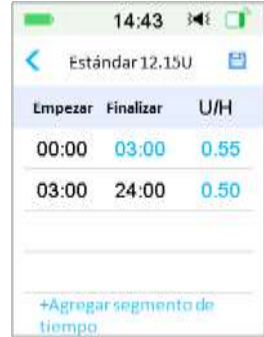 14:43
Estándar 12.15U
Empezar Finalizar U/H
00:00 03:00 0.55
03:00 24:00 0.50
+Agregar segmento de
tiempo